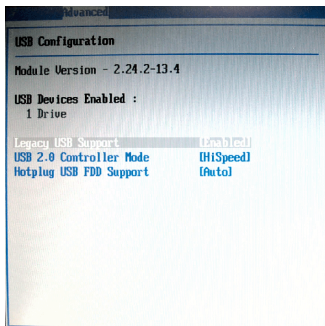 Advanced
USB Configuration
Module Version - 2.24.2-13.4
USB Devices Enabled :
1 Drive
Legacy USB Support [Enabled]
USB 2.0 Controller Mode [HiSpeed]
Hotplug USB FDD Support [Auto]